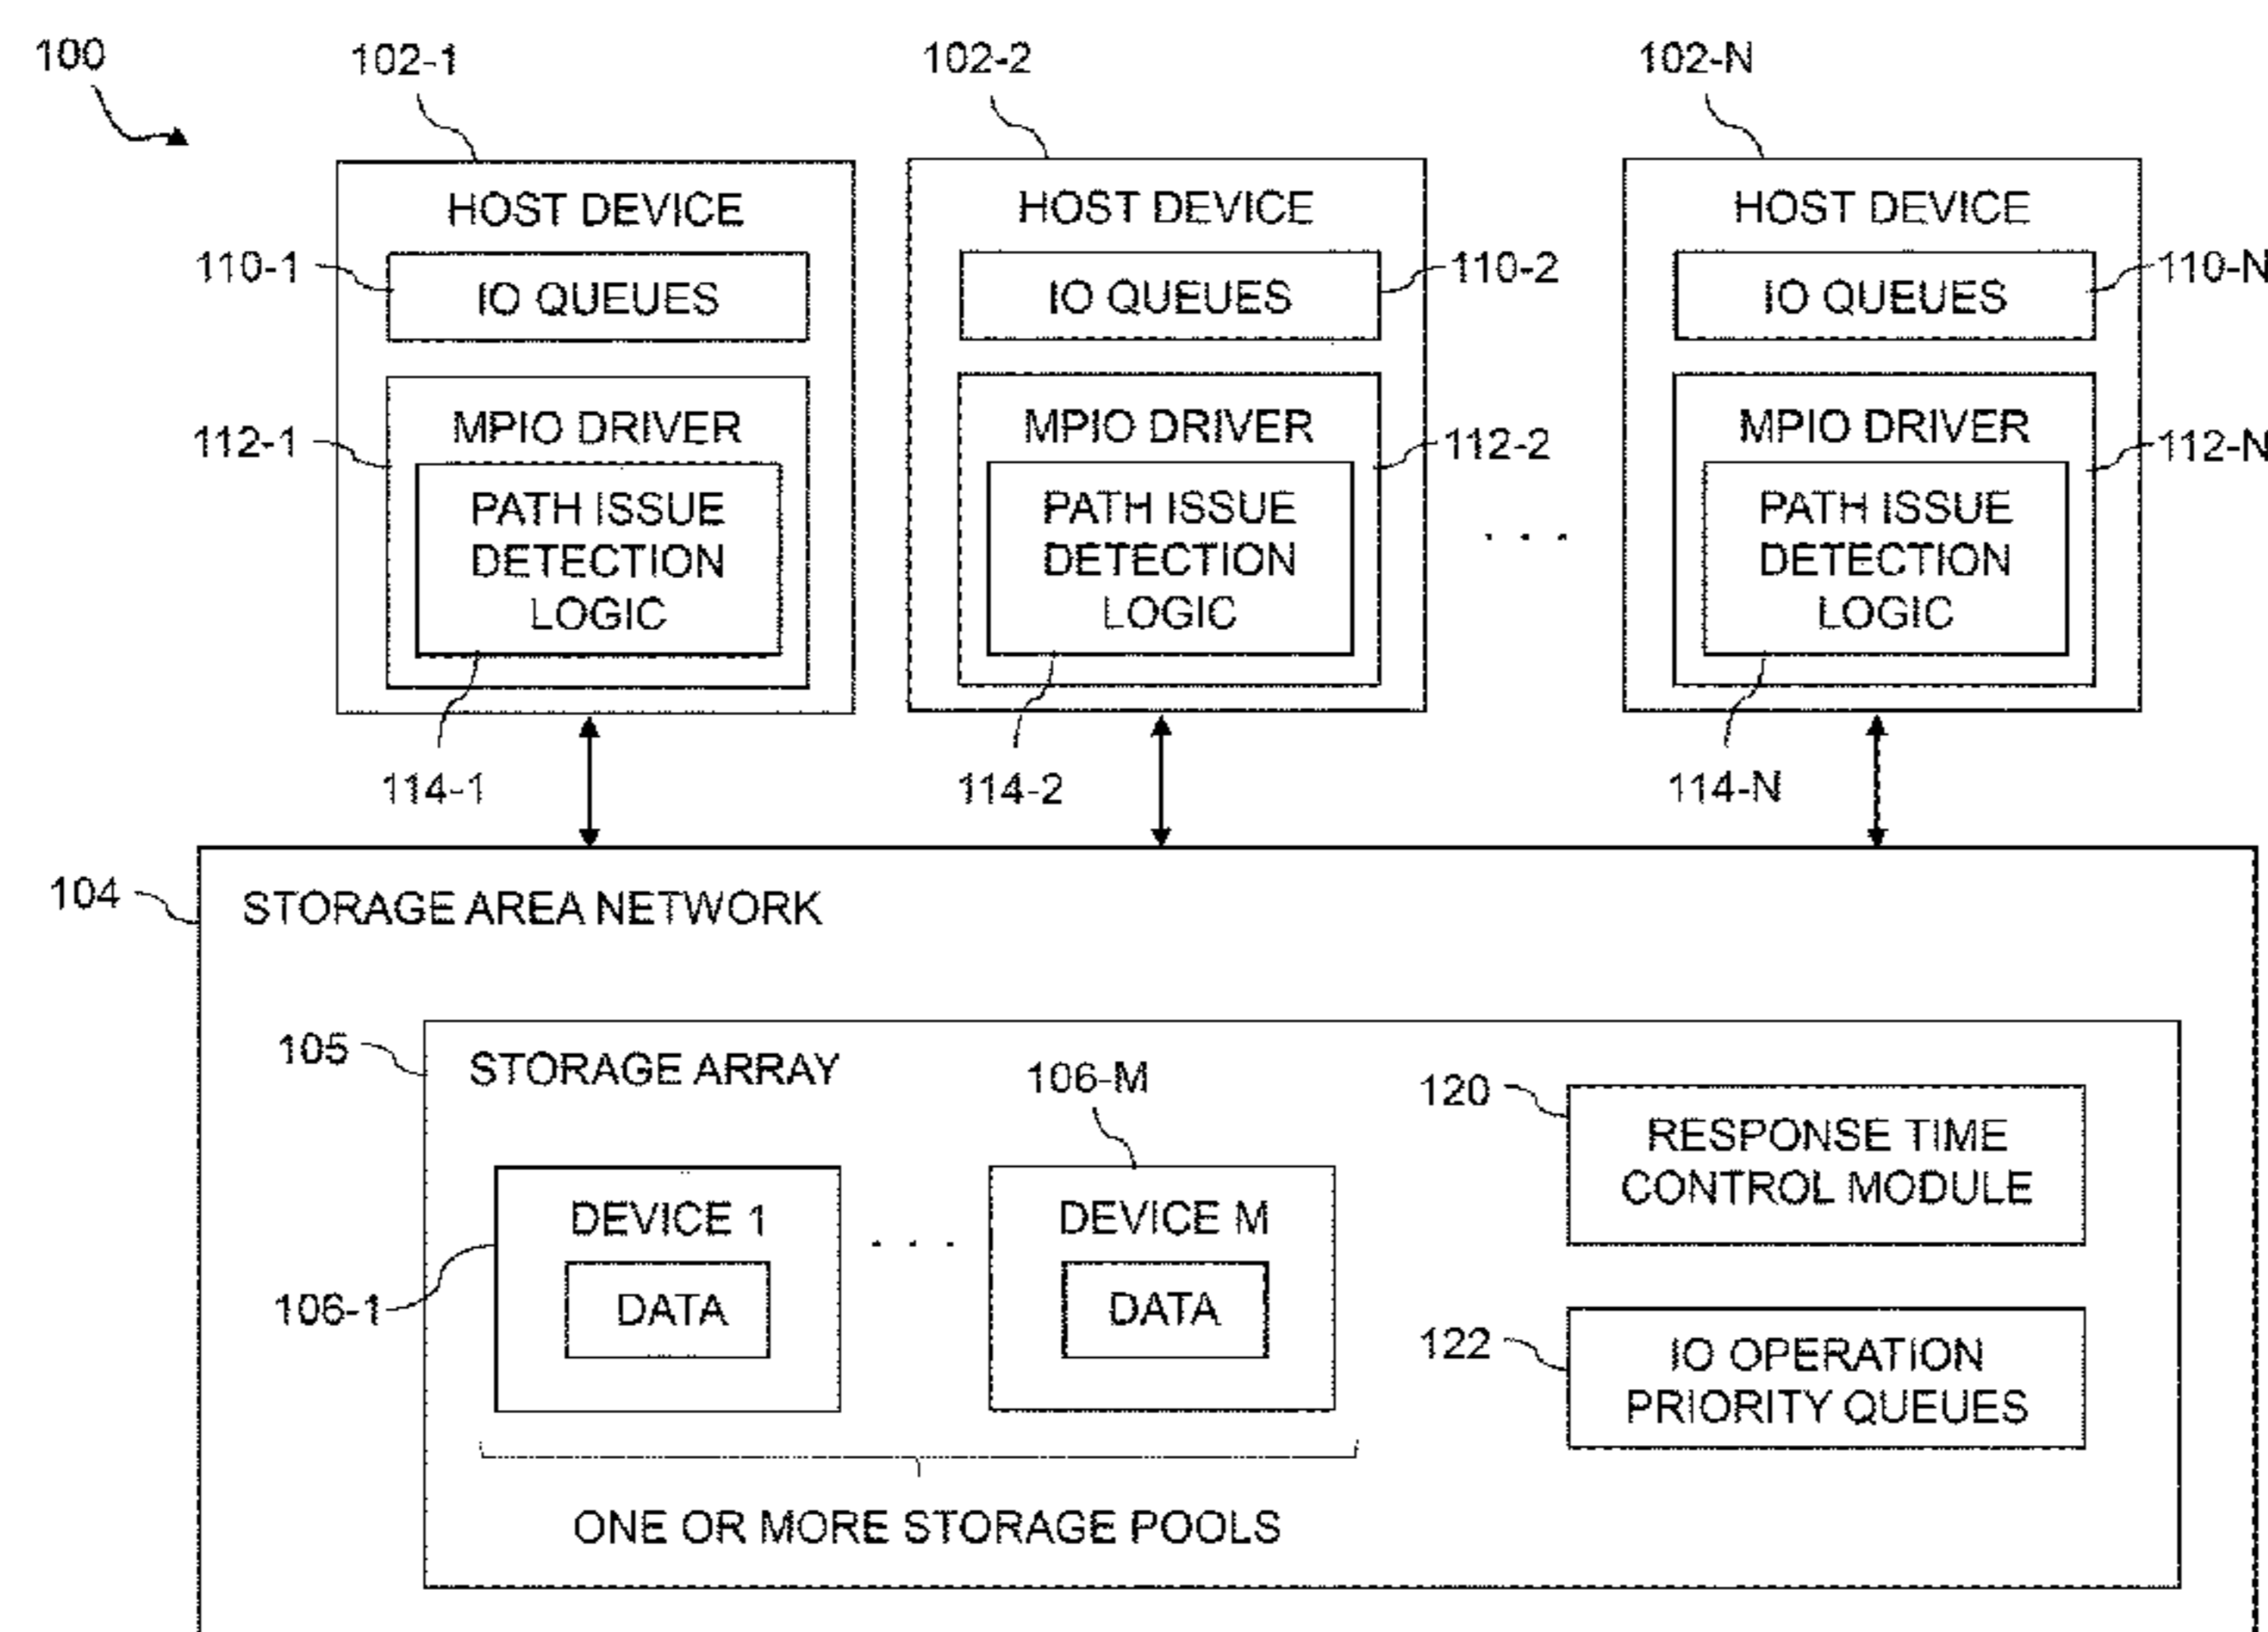 100
102-1
102-2
102-N
HOST DEVICE
HOST DEVICE
HOST DEVICE
110-1
IO QUEUES
IO QUEUES
110-2
IO QUEUES
110-N
112-1
MPIO DRIVER
MPIO DRIVER
112-2
MPIO DRIVER
112-N
PATH ISSUE
DETECTION
LOGIC
PATH ISSUE
DETECTION
LOGIC
. . .
PATH ISSUE
DETECTION
LOGIC
114-1
114-2
114-N
104
STORAGE AREA NETWORK
105
STORAGE ARRAY
106-M
120
RESPONSE TIME
CONTROL MODULE
DEVICE 1
. . .
DEVICE M
106-1
DATA
DATA
122
IO OPERATION
PRIORITY QUEUES
ONE OR MORE STORAGE POOLS